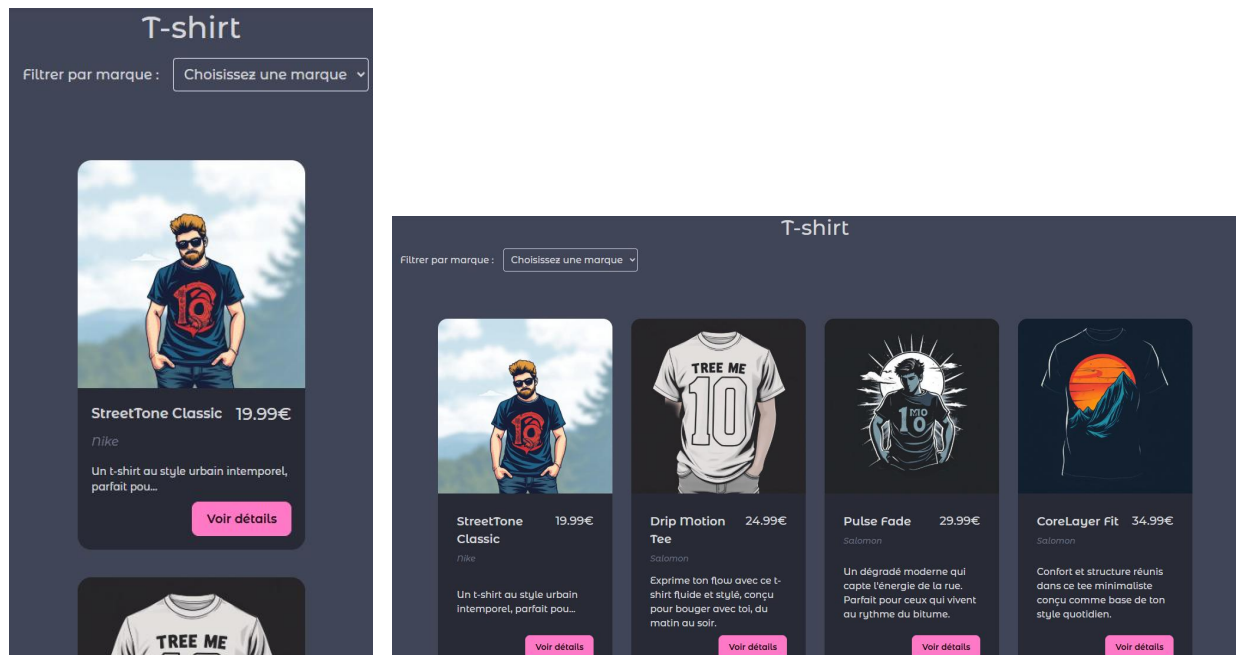 T-shirt
Filtrer par marque :
Choisissez une marque
StreetTone Classic 19.99€
Nike
Un t-shirt au style urbain intemporel,
parfait pou...
Voir détails
TREE ME
T-shirt
Filtrer par marque :
Choisissez une marque
TREE ME
10
1 MO
0
StreetTone
Classic
19.99€
Nike
Un t-shirt au style urbain
intemporel, parfait pou...
Voir détails
Drip Motion
Tee
24.99€
Salomon
Exprime ton flow avec ce t-
shirt fluide et stylé, conçu
pour bouger avec toi, du
matin au soir.
Voir détails
Pulse Fade 29.99€
Salomon
Un dégradé moderne qui
capte l'énergie de la rue.
Parfait pour ceux qui vivent
au rythme du bitume.
Voir détails
CoreLayer Fit 34.99€
Salomon
Confort et structure réunis
dans ce tee minimaliste
conçu comme base de ton
style quotidien.
Voir détails